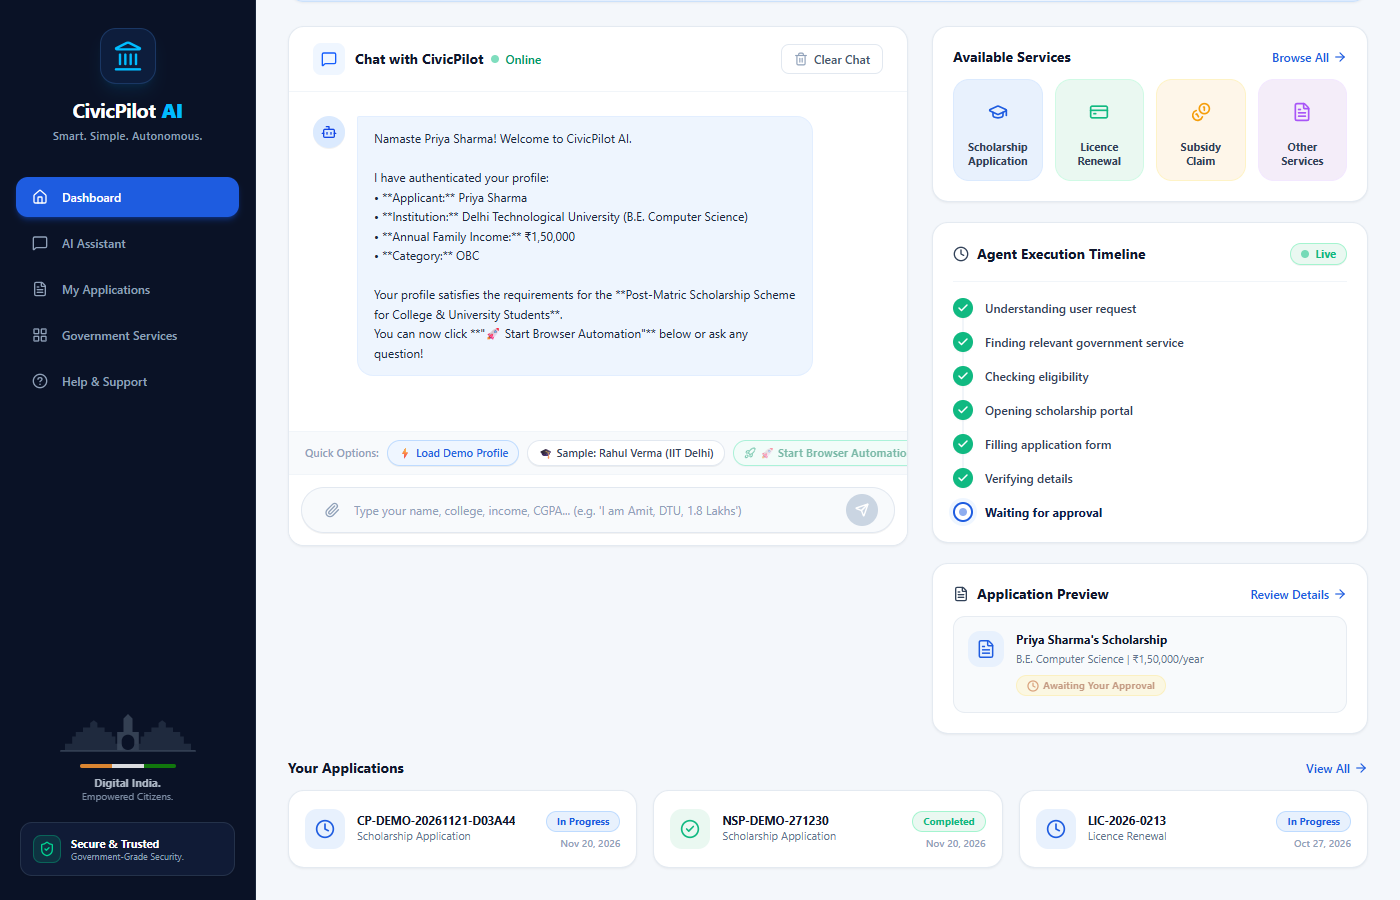 CivicPilot AI
Smart. Simple. Autonomous.
Dashboard
AI Assistant
My Applications
Government Services
Help & Support
Digital India.
Empowered Citizens.
Secure & Trusted
Government-Grade Security.
Chat with CivicPilot
Online
Clear Chat
Namaste Priya Sharma! Welcome to CivicPilot AI.
I have authenticated your profile:
• **Applicant:** Priya Sharma
• **Institution:** Delhi Technological University (B.E. Computer Science)
• **Annual Family Income:** ₹1,50,000
• **Category:** OBC
Your profile satisfies the requirements for the **Post-Matric Scholarship Scheme
for College & University Students**.
You can now click **"🚀 Start Browser Automation"** below or ask any
question!
Quick Options:
Load Demo Profile
🎓 Sample: Rahul Verma (IIT Delhi)
🚀 Start Browser Automatio
Type your name, college, income, CGPA... (e.g. 'I am Amit, DTU, 1.8 Lakhs')
Available Services
Browse All →
Scholarship
Application
Licence
Renewal
Subsidy
Claim
Other
Services
Agent Execution Timeline
Live
Understanding user request
Finding relevant government service
Checking eligibility
Opening scholarship portal
Filling application form
Verifying details
Waiting for approval
Application Preview
Review Details →
Priya Sharma's Scholarship
B.E. Computer Science | ₹1,50,000/year
Awaiting Your Approval
Your Applications
View All →
CP-DEMO-20261121-D03A44
In Progress
Scholarship Application
Nov 20, 2026
NSP-DEMO-271230
Completed
Scholarship Application
Nov 20, 2026
LIC-2026-0213
In Progress
Licence Renewal
Oct 27, 2026